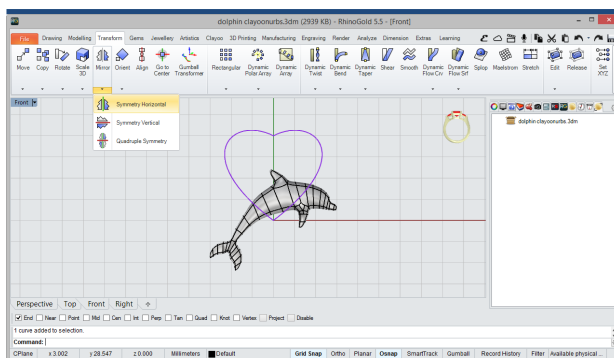 dolphin clayoonurbs.3dm (2939 KB) - RhinoGold 5.5 - [Front]
File Drawing Modelling Transform Gems Jewellery Artistica Clayoo 3D Printing Manufacturing Engraving Render Analyze Dimension Extras Learning
Move Copy Rotate Scale 3D Mirror Orient Align Go to Center Gumball Transformer Rectangular Dynamic Polar Array Dynamic Array Dynamic Twist Dynamic Bend Dynamic Taper Shear Smooth Dynamic Flow Crv Dynamic Flow Srf Splop Maelstrom Stretch Edit Release Set XYZ
Front
Symmetry Horizontal
Symmetry Vertical
Quadruple Symmetry
dolphin clayoonurbs.3dm
Perspective Top Front Right
End Near Point Mid Cen Int Perp Tan Quad Knot Vertex Project Disable
1 curve added to selection.
Command:
CPlane x 3.002 y 28.547 z 0.000 Millimeters Default Grid Snap Ortho Planar Osnap SmartTrack Gumball Record History Filter Available physical ...